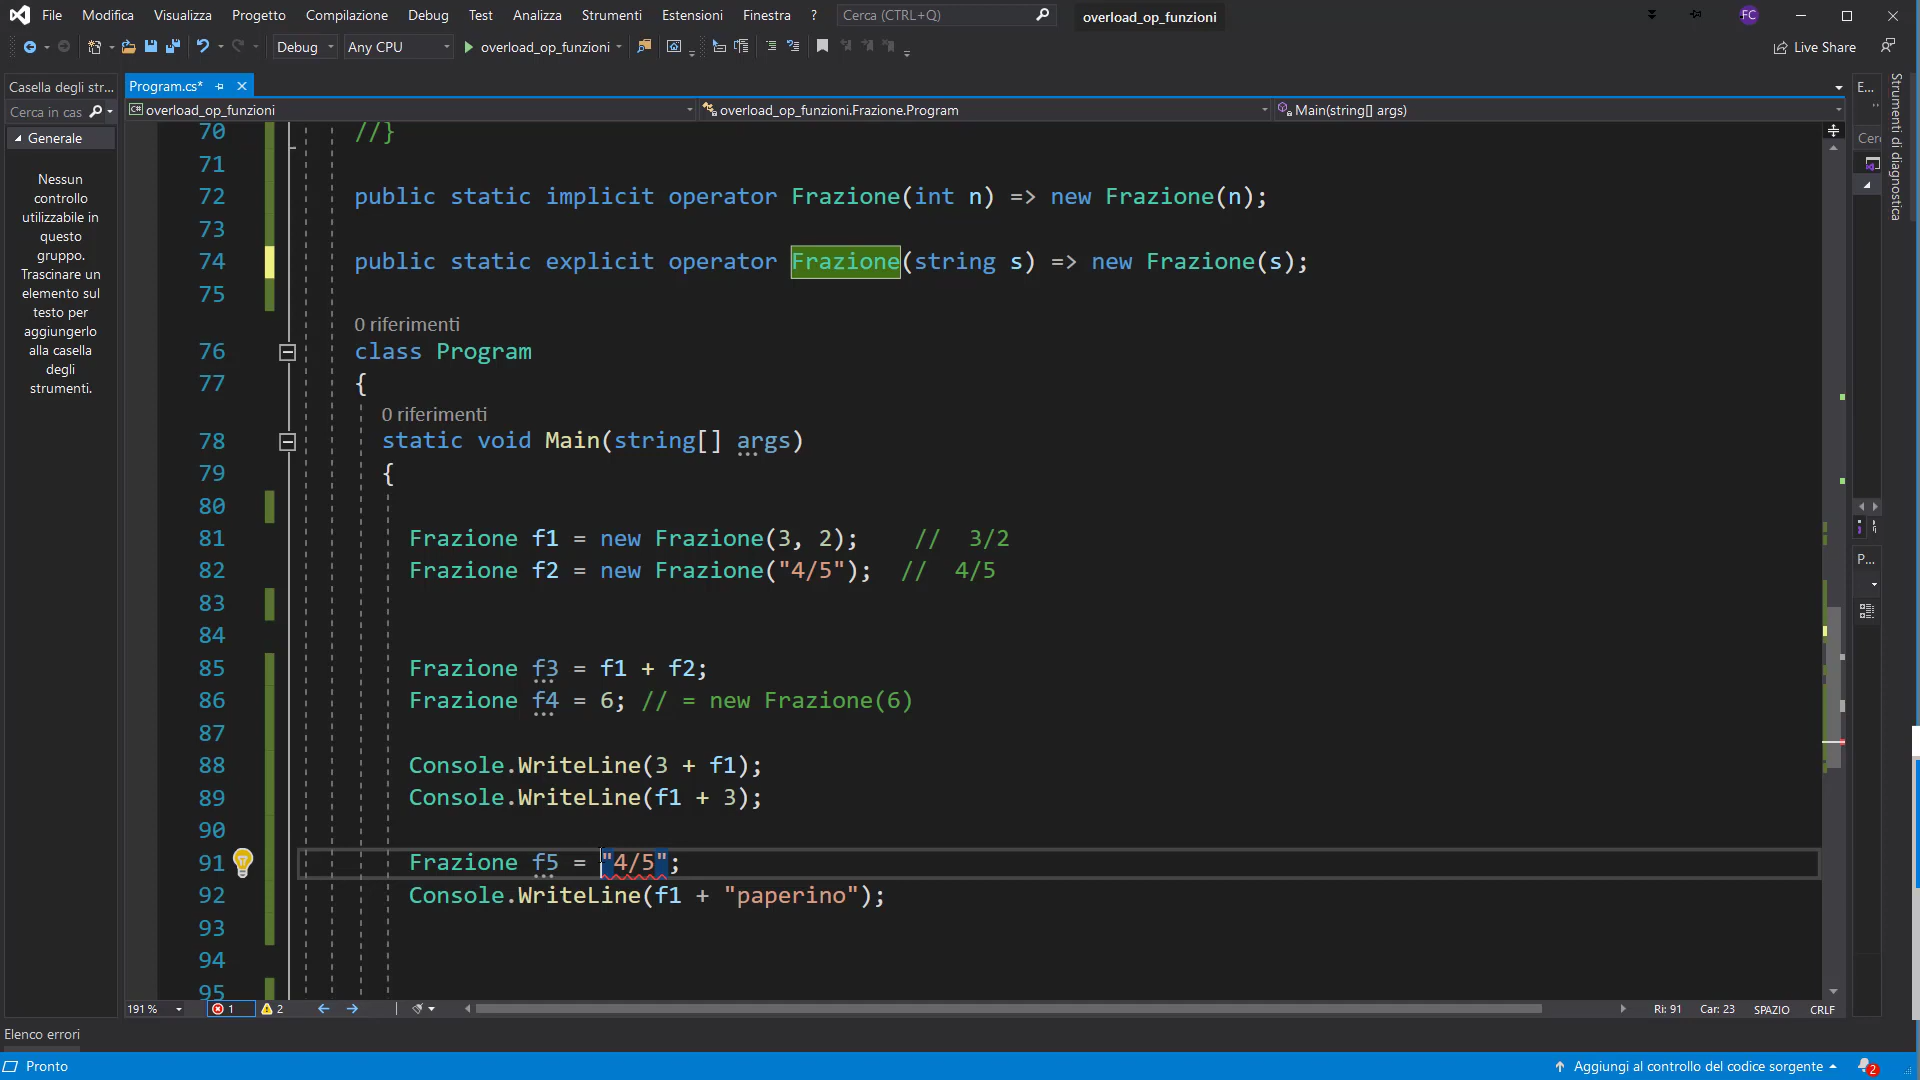 File Modifica Visualizza Progetto Compilazione Debug Test Analizza Strumenti Estensioni Finestra ? Cerca (CTRL+Q) overload_op_funzioni FC
Debug Any CPU overload_op_funzioni Live Share
Casella degli str...
Cerca in cas
Generale
Nessun
controllo
utilizzabile in
questo
gruppo.
Trascinare un
elemento sul
testo per
aggiungerlo
alla casella
degli
strumenti.
Program.cs*
overload_op_funzioni overload_op_funzioni.Frazione.Program Main(string[] args)
70 //}
71
72 public static implicit operator Frazione(int n) => new Frazione(n);
73
74 public static explicit operator Frazione(string s) => new Frazione(s);
75
0 riferimenti
76 class Program
77 {
0 riferimenti
78 static void Main(string[] args)
79 {
80
81 Frazione f1 = new Frazione(3, 2); // 3/2
82 Frazione f2 = new Frazione("4/5"); // 4/5
83
84
85 Frazione f3 = f1 + f2;
86 Frazione f4 = 6; // = new Frazione(6)
87
88 Console.WriteLine(3 + f1);
89 Console.WriteLine(f1 + 3);
90
91 Frazione f5 = "4/5";
92 Console.WriteLine(f1 + "paperino");
93
94
95
191 % 1 2 Ri: 91 Car: 23 SPAZIO CRLF
E...
Cerc
P...
Strumenti di diagnostica
Elenco errori
Pronto Aggiungi al controllo del codice sorgente 2